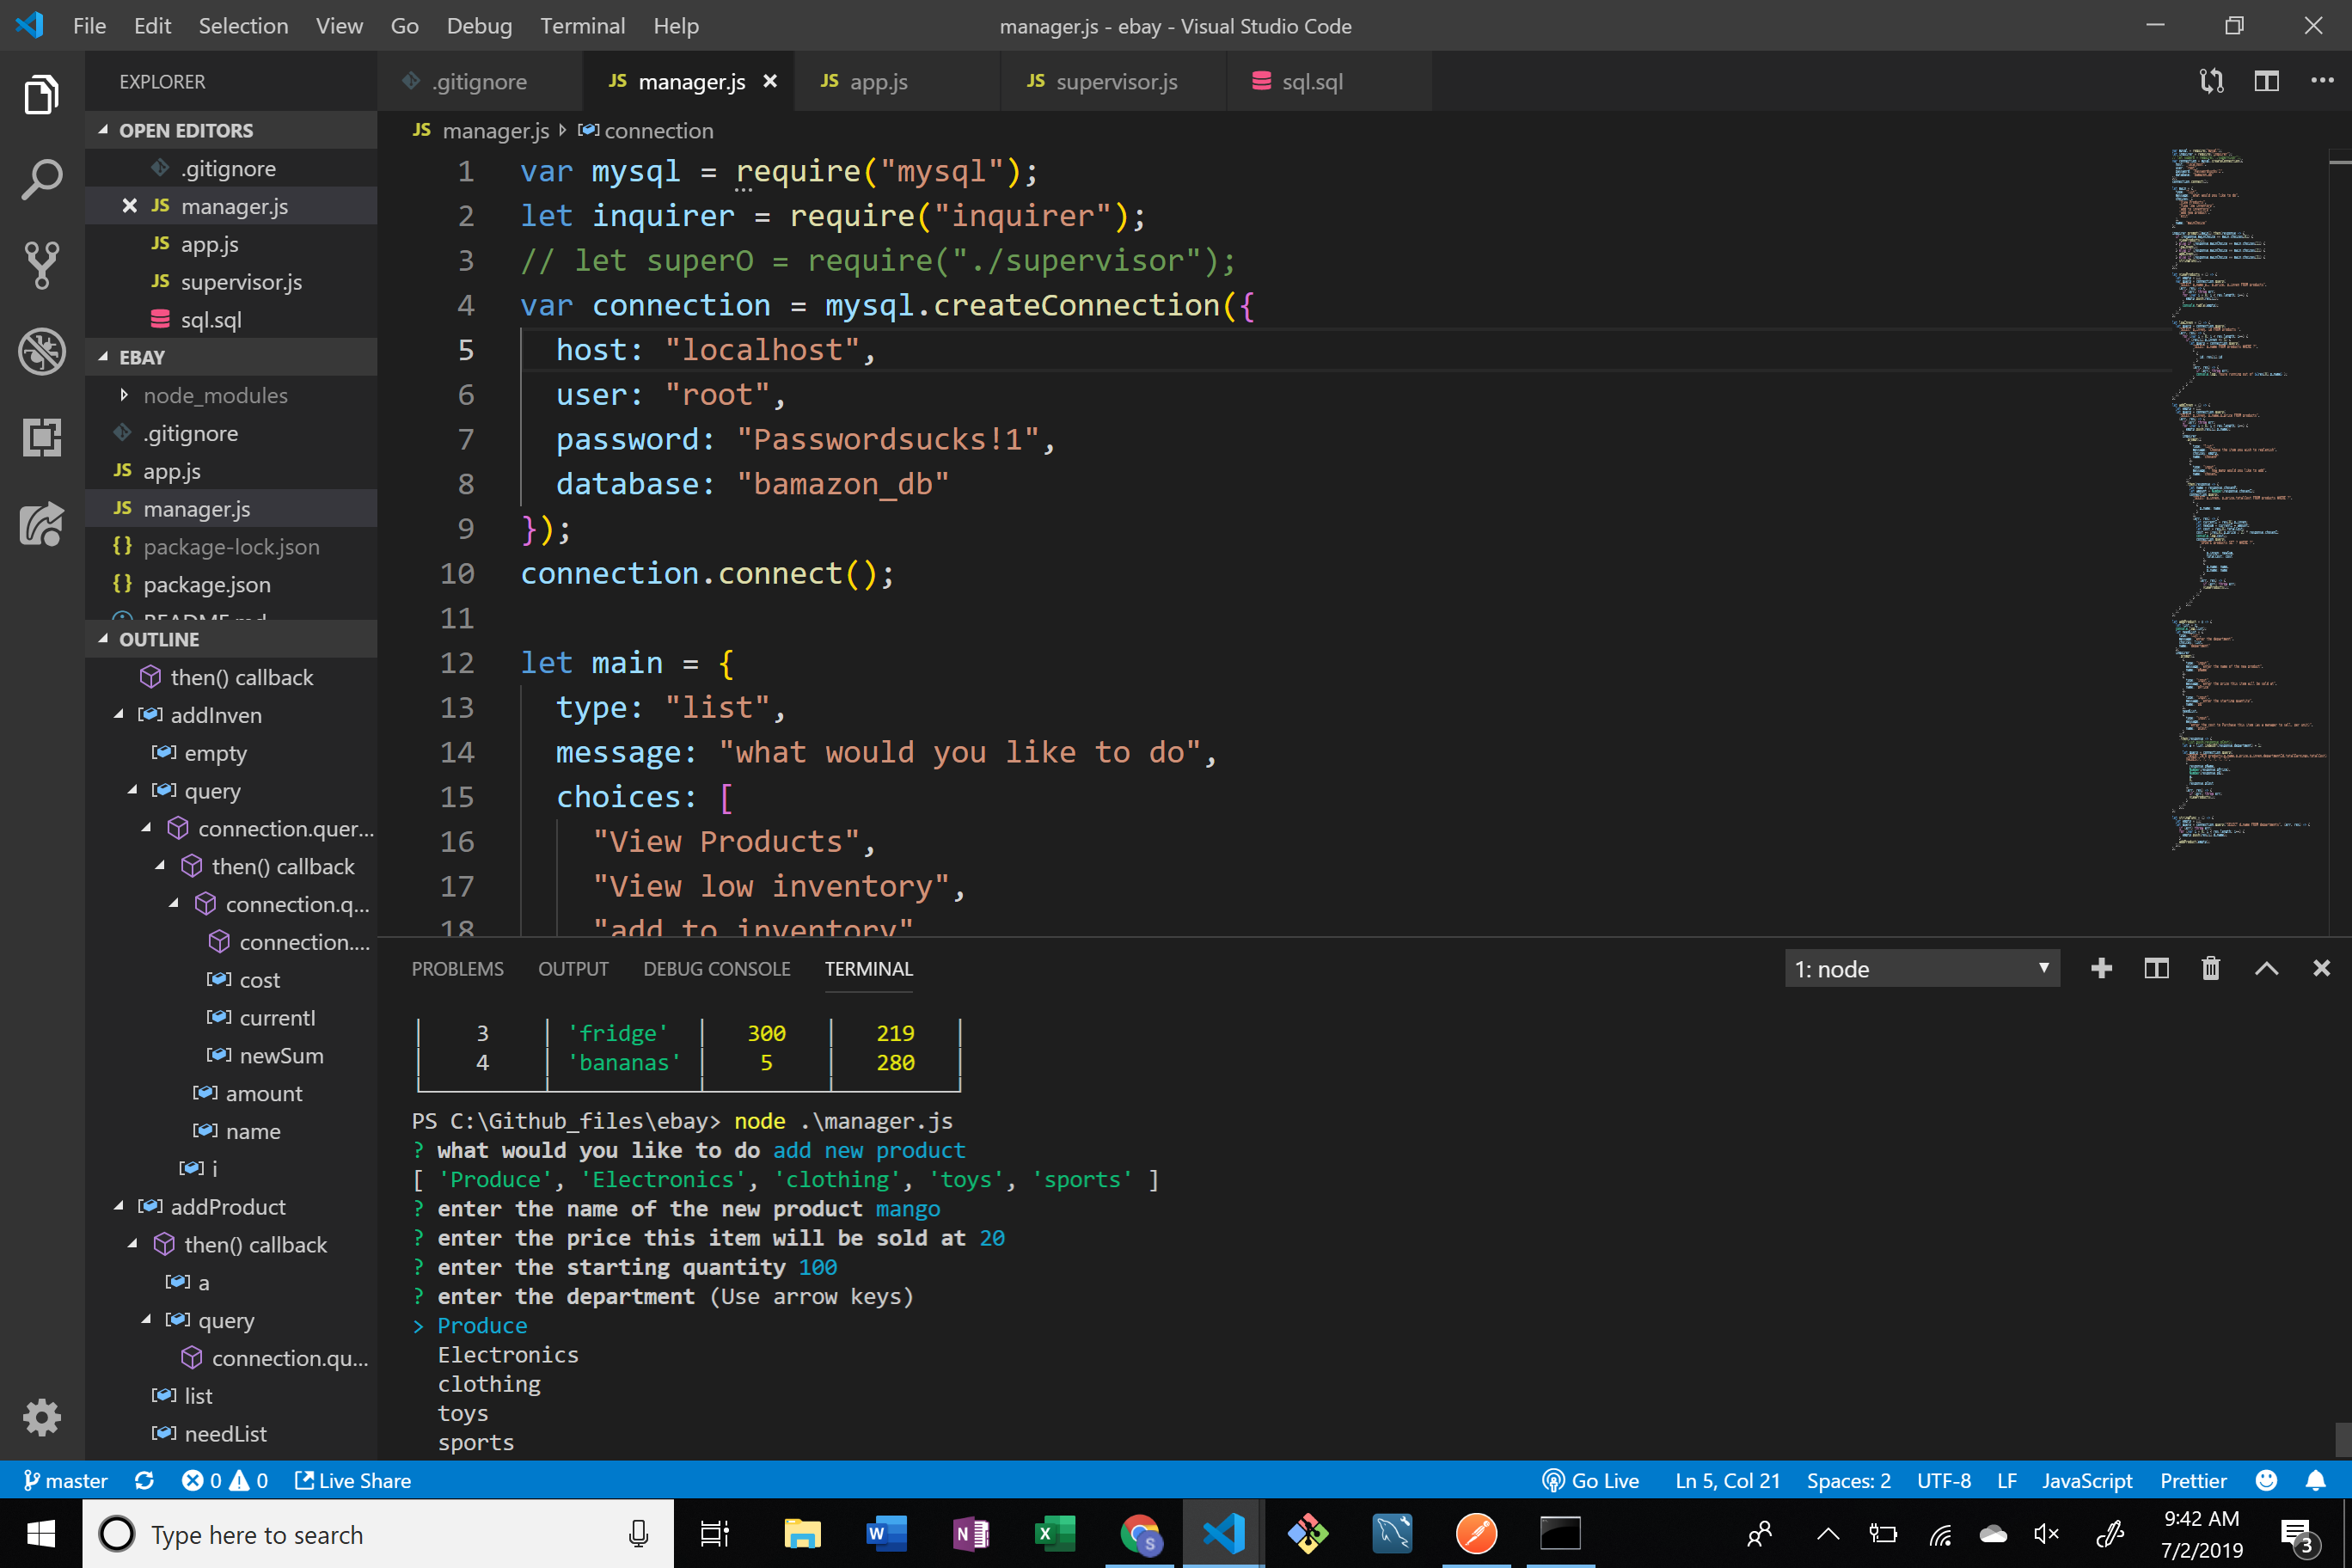 File Edit Selection View Go Debug Terminal Help
manager.js - ebay - Visual Studio Code
EXPLORER
OPEN EDITORS
.gitignore
manager.js
app.js
supervisor.js
sql.sql
EBAY
node_modules
.gitignore
app.js
manager.js
package-lock.json
package.json
README.md
OUTLINE
then() callback
addInven
empty
query
connection.quer...
then() callback
connection.q...
connection....
cost
currentI
newSum
amount
name
i
addProduct
then() callback
a
query
connection.qu...
list
needList
.gitignore
manager.js
app.js
supervisor.js
sql.sql
manager.js connection
1 var mysql = require("mysql");
2 let inquirer = require("inquirer");
3 // let superO = require("./supervisor");
4 var connection = mysql.createConnection({
5 host: "localhost",
6 user: "root",
7 password: "Passwordsucks!1",
8 database: "bamazon_db"
9 });
10 connection.connect();
11
12 let main = {
13 type: "list",
14 message: "what would you like to do",
15 choices: [
16 "View Products",
17 "View low inventory",
18 "add to inventory"
PROBLEMS OUTPUT DEBUG CONSOLE TERMINAL
1: node
3 'fridge' 300 219
4 'bananas' 5 280
PS C:\Github_files\ebay> node .\manager.js
? what would you like to do add new product
[ 'Produce', 'Electronics', 'clothing', 'toys', 'sports' ]
? enter the name of the new product mango
? enter the price this item will be sold at 20
? enter the starting quantity 100
? enter the department (Use arrow keys)
> Produce
Electronics
clothing
toys
sports
master 0 0 Live Share
Go Live Ln 5, Col 21 Spaces: 2 UTF-8 LF JavaScript Prettier
Type here to search
9:42 AM
7/2/2019
3